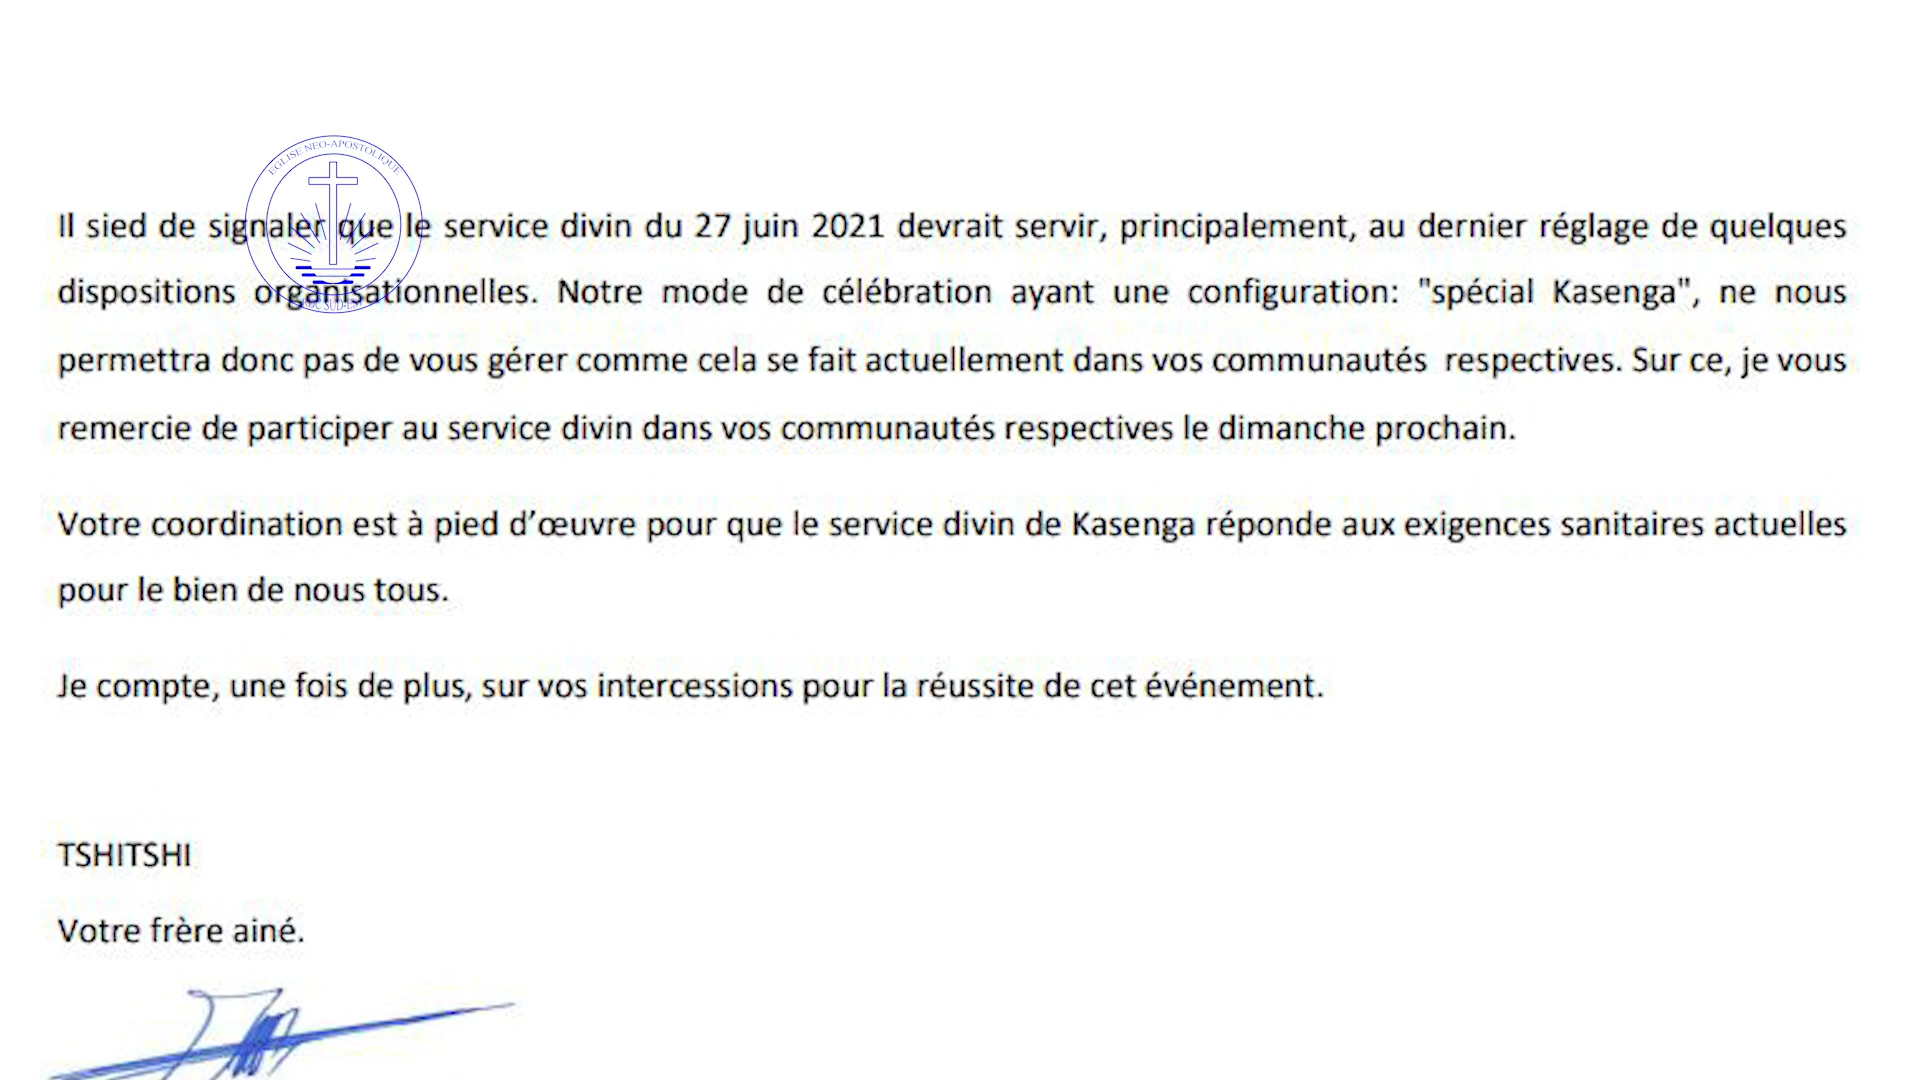 EGLISE NEO-APOSTOLIQUE
Il sied de signaler que le service divin du 27 juin 2021 devrait servir, principalement, au dernier réglage de quelques
dispositions organisationnelles. Notre mode de célébration ayant une configuration: "spécial Kasenga", ne nous
permettra donc pas de vous gérer comme cela se fait actuellement dans vos communautés respectives. Sur ce, je vous
remercie de participer au service divin dans vos communautés respectives le dimanche prochain.
Votre coordination est à pied d’œuvre pour que le service divin de Kasenga réponde aux exigences sanitaires actuelles
pour le bien de nous tous.
Je compte, une fois de plus, sur vos intercessions pour la réussite de cet événement.
TSHITSHI
Votre frère ainé.